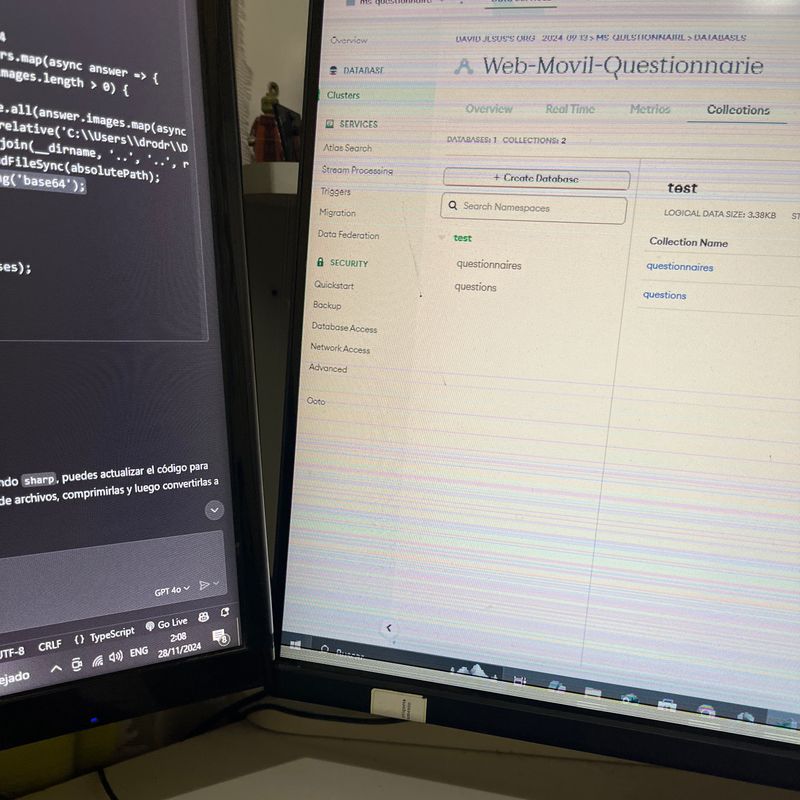 rs.map(async answer => {
mages.length > 0) {
e.all(answer.images.map(async
relative('C:\\Users\\drodr\\D
join(__dirname, '..', '..', r
dFileSync(absolutePath);
g('base64');
ses);
ndo sharp, puedes actualizar el código para
de archivos, comprimirlas y luego convertirlas a
GPT 4o
UTF-8 CRLF {} TypeScript Go Live
ejado
ENG
2:08
28/11/2024
8
Overview
DATABASE
Clusters
SERVICES
Atlas Search
Stream Processing
Triggers
Migration
Data Federation
SECURITY
Quickstart
Backup
Database Access
Network Access
Advanced
Goto
DAVID JESUS'S ORG - 2024-09-13 > MS-QUESTIONNAIRE > DATABASES
Web-Movil-Questionnarie
Overview Real Time Metrics Collections
DATABASES: 1 COLLECTIONS: 2
+ Create Database
Search Namespaces
test
questionnaires
questions
test
LOGICAL DATA SIZE: 3.38KB ST
Collection Name
questionnaires
questions